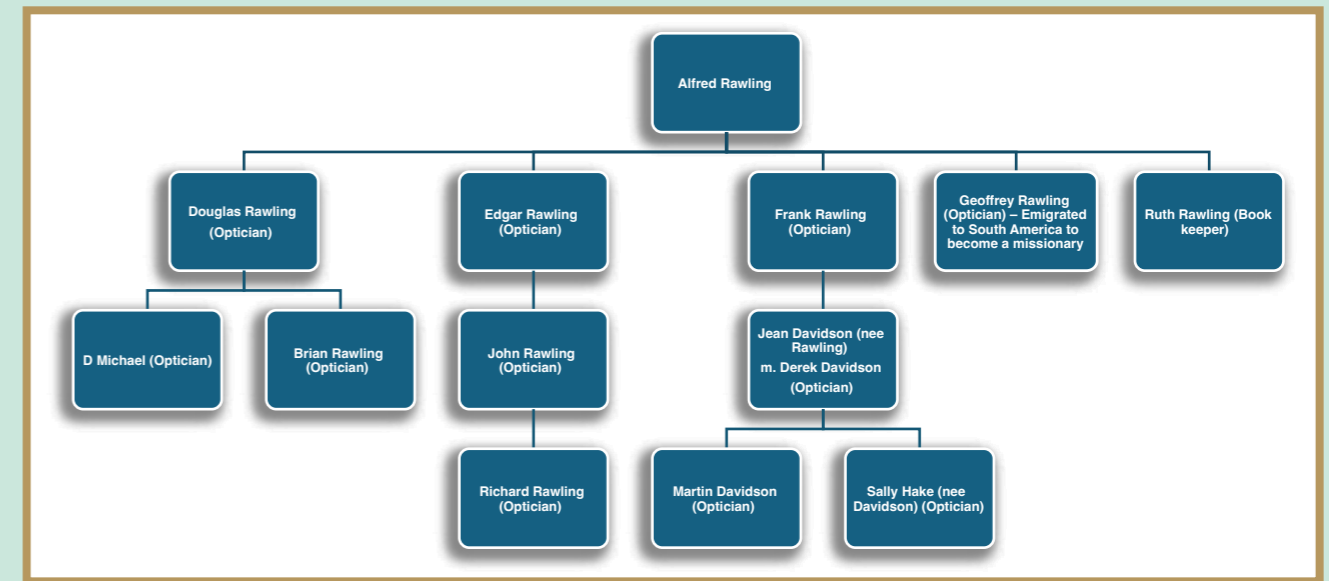 Alfred Rawling
Douglas Rawling
(Optician)
Edgar Rawling
(Optician)
Frank Rawling
(Optician)
Geoffrey Rawling
(Optician) – Emigrated
to South America to
become a missionary
Ruth Rawling (Book
keeper)
D Michael (Optician)
Brian Rawling
(Optician)
John Rawling
(Optician)
Jean Davidson (nee
Rawling)
m. Derek Davidson
(Optician)
Richard Rawling
(Optician)
Martin Davidson
(Optician)
Sally Hake (nee
Davidson) (Optician)